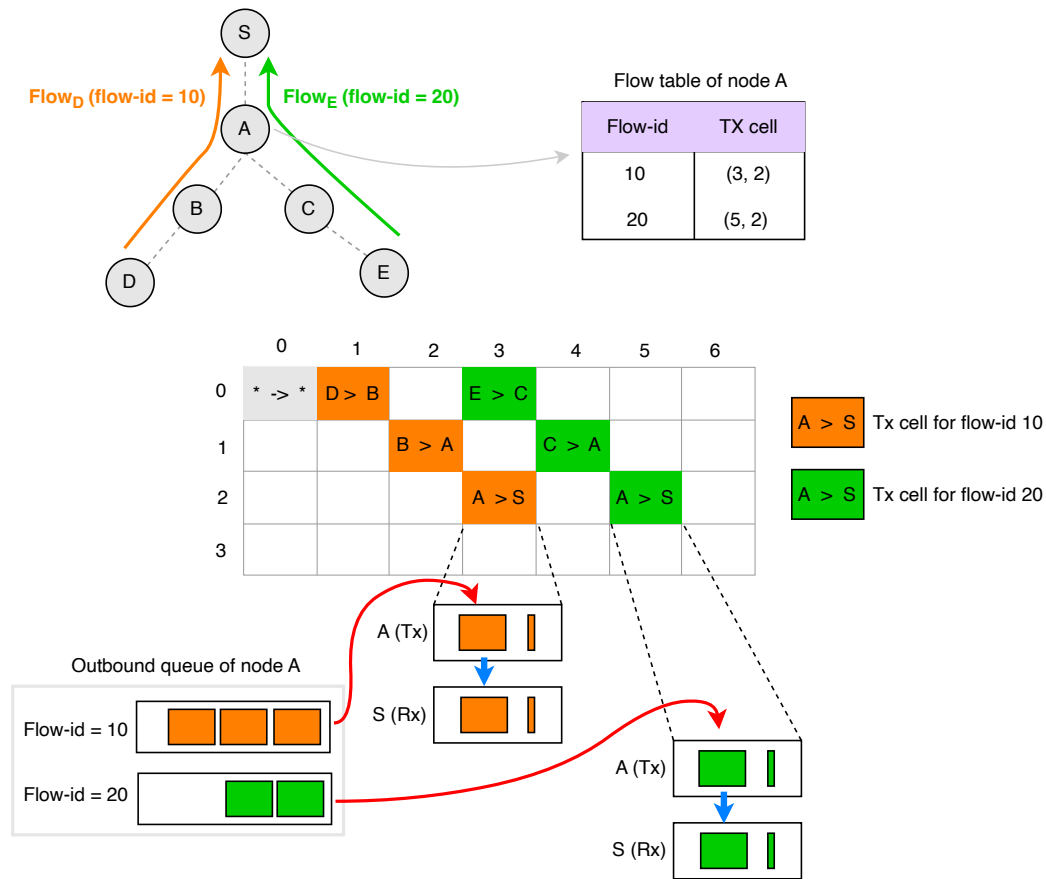 S
Flow_D (flow-id = 10)
Flow_E (flow-id = 20)
A
B
C
D
E
Flow table of node A
Flow-id TX cell
10 (3, 2)
20 (5, 2)
0 1 2 3 4 5 6
0 * -> * D > B E > C
1 B > A C > A
2 A > S A > S
3
A > S Tx cell for flow-id 10
A > S Tx cell for flow-id 20
A (Tx)
S (Rx)
Outbound queue of node A
Flow-id = 10
Flow-id = 20
A (Tx)
S (Rx)